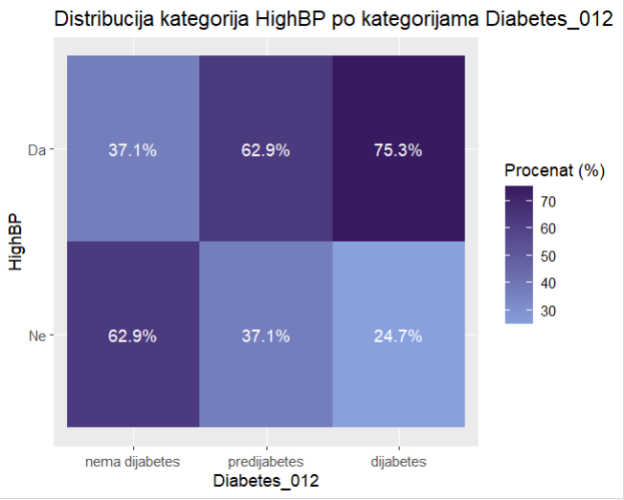 Distribucija kategorija HighBP po kategorijama Diabetes_012
Da
37.1%
62.9%
75.3%
HighBP
Ne
62.9%
37.1%
24.7%
nema dijabetes
predijabetes
dijabetes
Diabetes_012
Procenat (%)
70
60
50
40
30